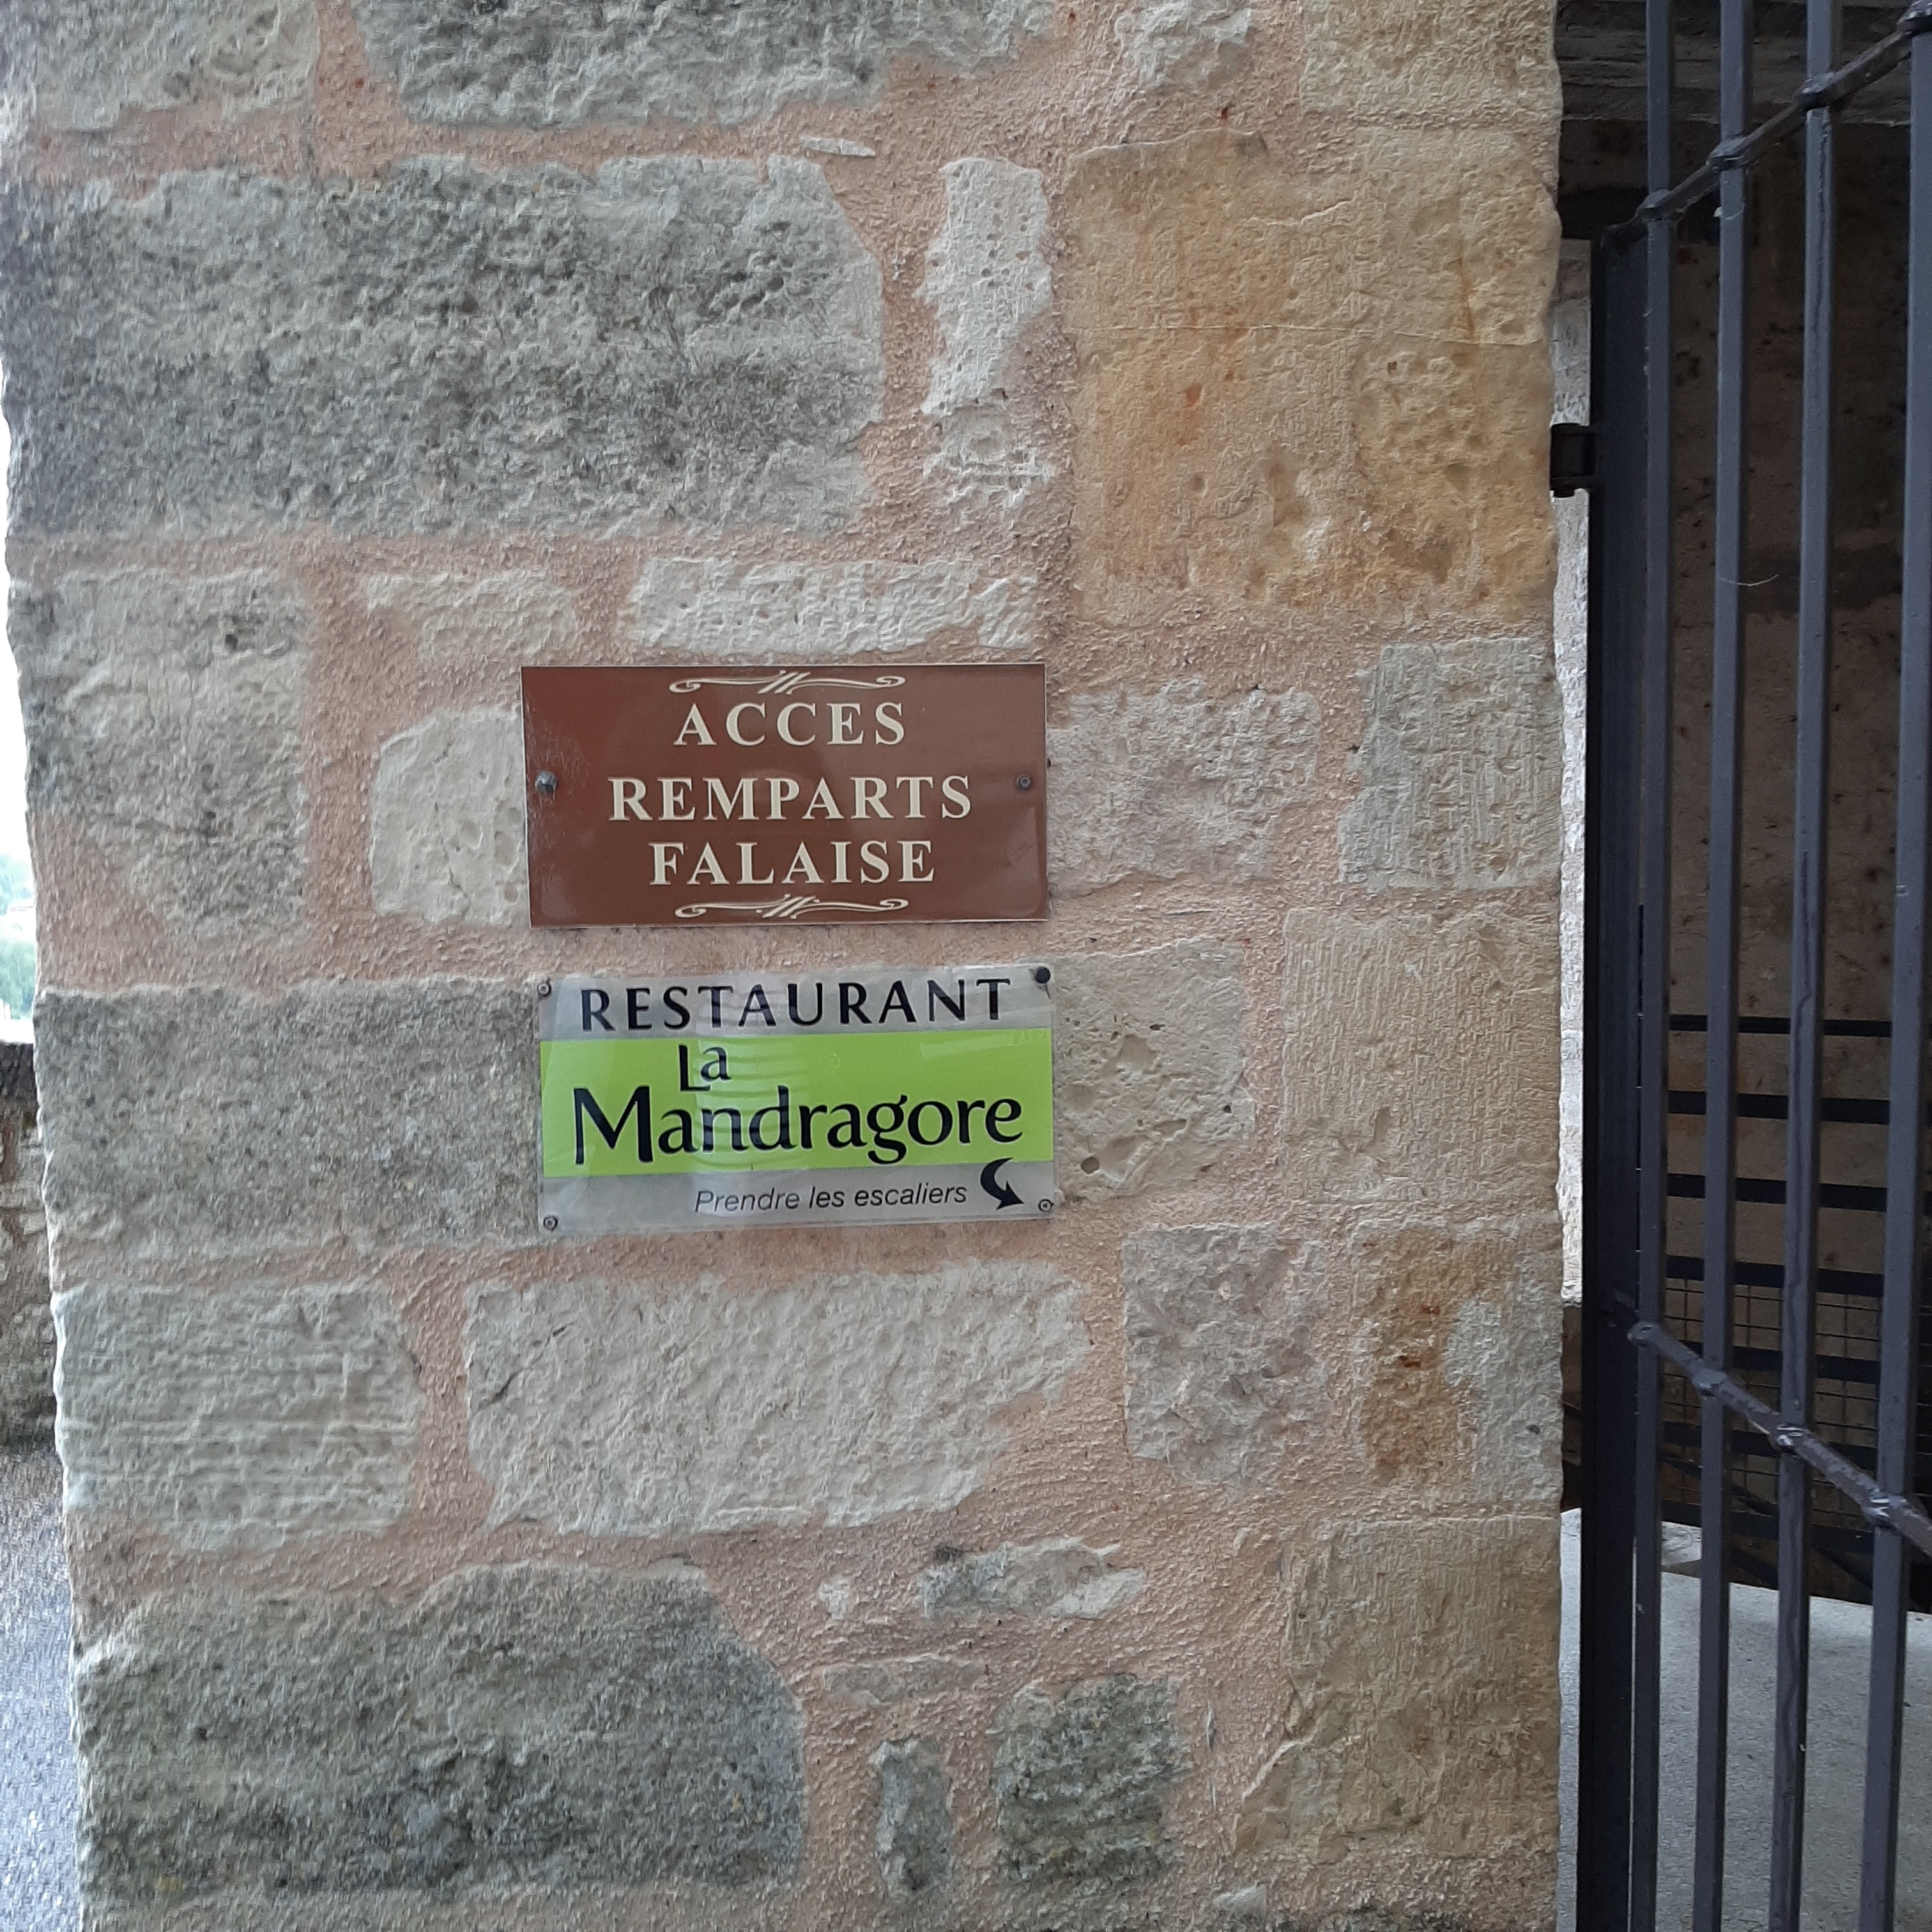 ACCES
REMPARTS
FALAISE
RESTAURANT
La
Mandragore
Prendre les escaliers